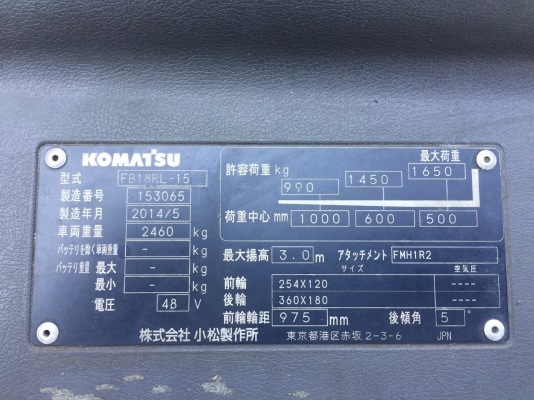 KOMATSU
型式 FB18RL-15
製造番号 153065
製造年月 2014/5
車両重量 2460 kg
バッテリを除く車両重量 - kg
バッテリ重量 最大 - kg
最小 - kg
電圧 48 V
最大荷重
許容荷重 kg 990 1450 1650
荷重中心 mm 1000 600 500
最大揚高 3.0 m アタッチメント FMH1R2
サイズ 空気圧
前輪 254X120 ----
後輪 360X180 ----
前輪輪距 975 mm 後傾角 5°
株式会社 小松製作所 東京都港区赤坂2-3-6 JPN